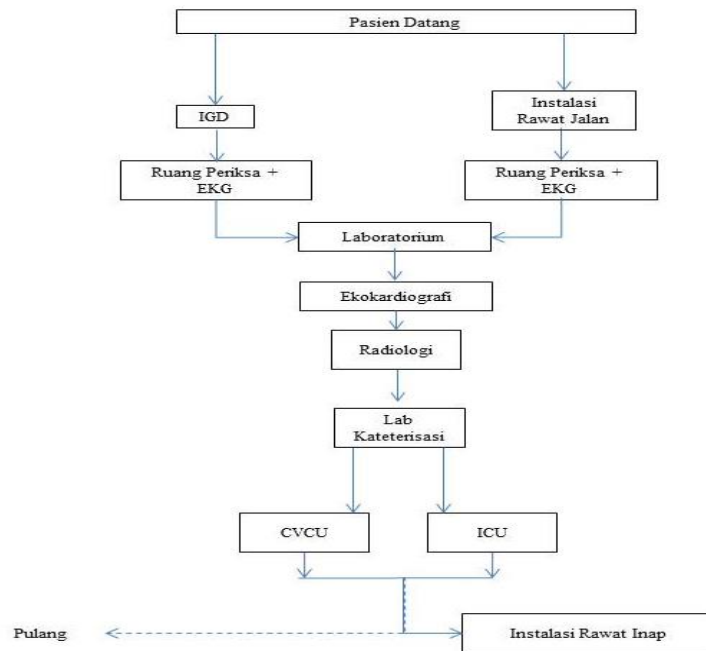 Pasien Datang
IGD
Instalasi
Rawat Jalan
Ruang Periksa +
EKG
Ruang Periksa +
EKG
Laboratorium
Ekokardiografi
Radiologi
Lab
Kateterisasi
CVCU
ICU
Pulang
Instalasi Rawat Inap